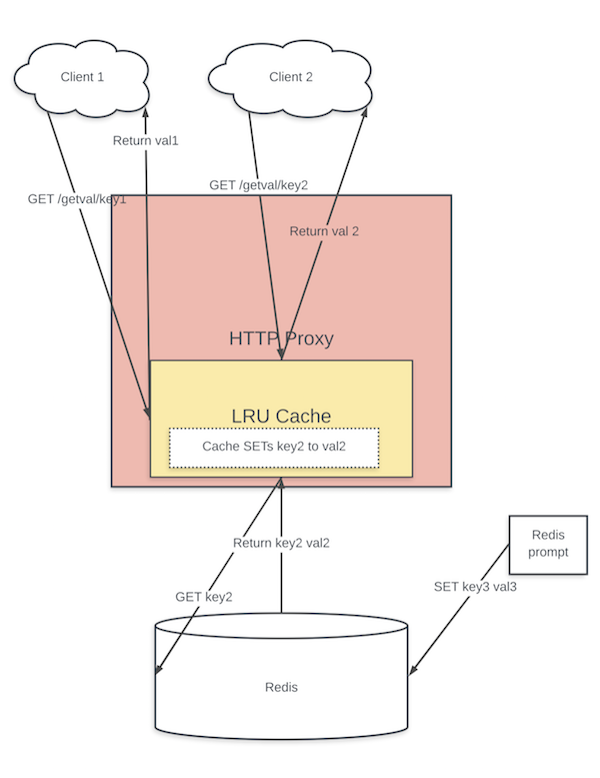 Client 1
Client 2
Return val1
GET /getval/key2
GET /getval/key1
Return val 2
HTTP Proxy
LRU Cache
Cache SETs key2 to val2
Return key2 val2
Redis
prompt
SET key3 val3
GET key2
Redis